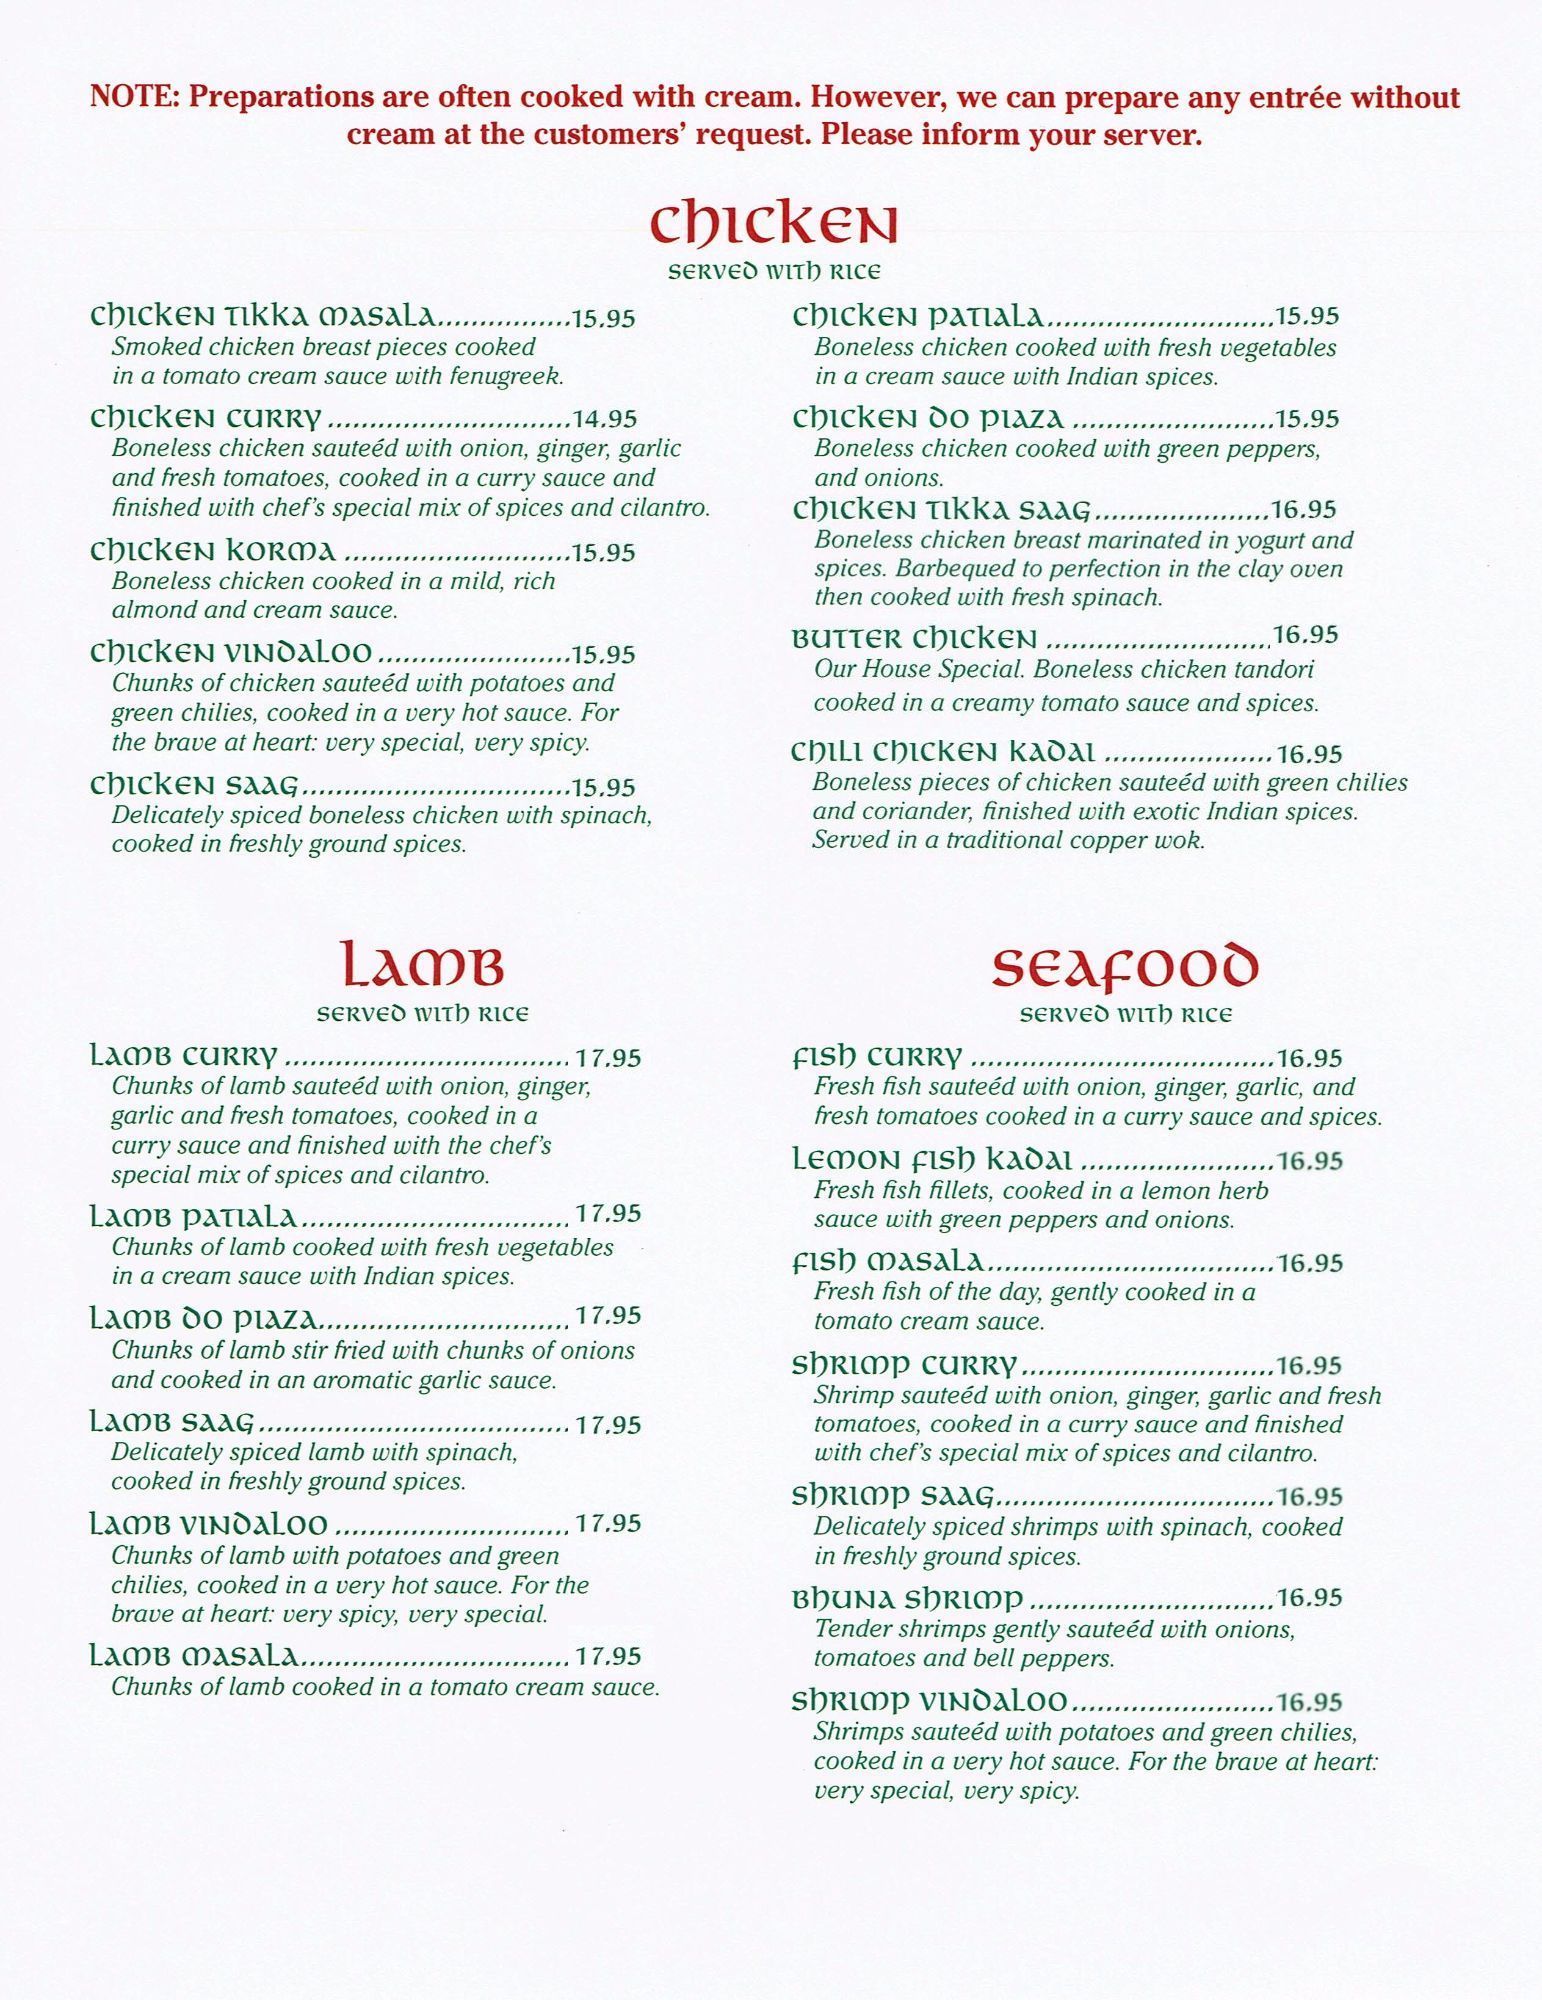 NOTE: Preparations are often cooked with cream. However, we can prepare any entrée without
cream at the customers' request. Please inform your server.
CHICKEN
SERVED WITH RICE
CHICKEN TIKKA MASALA................15.95
Smoked chicken breast pieces cooked
in a tomato cream sauce with fenugreek.
CHICKEN CURRY .............................14.95
Boneless chicken sauteéd with onion, ginger, garlic
and fresh tomatoes, cooked in a curry sauce and
finished with chef's special mix of spices and cilantro.
CHICKEN KORMA ...........................15.95
Boneless chicken cooked in a mild, rich
almond and cream sauce.
CHICKEN VINDALOO .......................15.95
Chunks of chicken sauteéd with potatoes and
green chilies, cooked in a very hot sauce. For
the brave at heart: very special, very spicy.
CHICKEN SAAG................................15.95
Delicately spiced boneless chicken with spinach,
cooked in freshly ground spices.
CHICKEN PATIALA...........................15.95
Boneless chicken cooked with fresh vegetables
in a cream sauce with Indian spices.
CHICKEN DO PIAZA ........................15.95
Boneless chicken cooked with green peppers,
and onions.
CHICKEN TIKKA SAAG.....................16.95
Boneless chicken breast marinated in yogurt and
spices. Barbequed to perfection in the clay oven
then cooked with fresh spinach.
BUTTER CHICKEN ...........................16.95
Our House Special. Boneless chicken tandori
cooked in a creamy tomato sauce and spices.
CHILI CHICKEN KADAI ....................16.95
Boneless pieces of chicken sauteéd with green chilies
and coriander, finished with exotic Indian spices.
Served in a traditional copper wok.
LAMB
SERVED WITH RICE
LAMB CURRY ..................................17.95
Chunks of lamb sauteéd with onion, ginger,
garlic and fresh tomatoes, cooked in a
curry sauce and finished with the chef's
special mix of spices and cilantro.
LAMB PATIALA................................17.95
Chunks of lamb cooked with fresh vegetables
in a cream sauce with Indian spices.
LAMB DO PIAZA..............................17.95
Chunks of lamb stir fried with chunks of onions
and cooked in an aromatic garlic sauce.
LAMB SAAG.....................................17.95
Delicately spiced lamb with spinach,
cooked in freshly ground spices.
LAMB VINDALOO ............................17.95
Chunks of lamb with potatoes and green
chilies, cooked in a very hot sauce. For the
brave at heart: very spicy, very special.
LAMB MASALA................................17.95
Chunks of lamb cooked in a tomato cream sauce.
SEAFOOD
SERVED WITH RICE
FISH CURRY ....................................16.95
Fresh fish sauteéd with onion, ginger, garlic, and
fresh tomatoes cooked in a curry sauce and spices.
LEMON FISH KADAI .......................16.95
Fresh fish fillets, cooked in a lemon herb
sauce with green peppers and onions.
FISH MASALA..................................16.95
Fresh fish of the day, gently cooked in a
tomato cream sauce.
SHRIMP CURRY..............................16.95
Shrimp sauteéd with onion, ginger, garlic and fresh
tomatoes, cooked in a curry sauce and finished
with chef's special mix of spices and cilantro.
SHRIMP SAAG.................................16.95
Delicately spiced shrimps with spinach, cooked
in freshly ground spices.
BHUNA SHRIMP .............................16.95
Tender shrimps gently sauteéd with onions,
tomatoes and bell peppers.
SHRIMP VINDALOO........................16.95
Shrimps sauteéd with potatoes and green chilies,
cooked in a very hot sauce. For the brave at heart:
very special, very spicy.